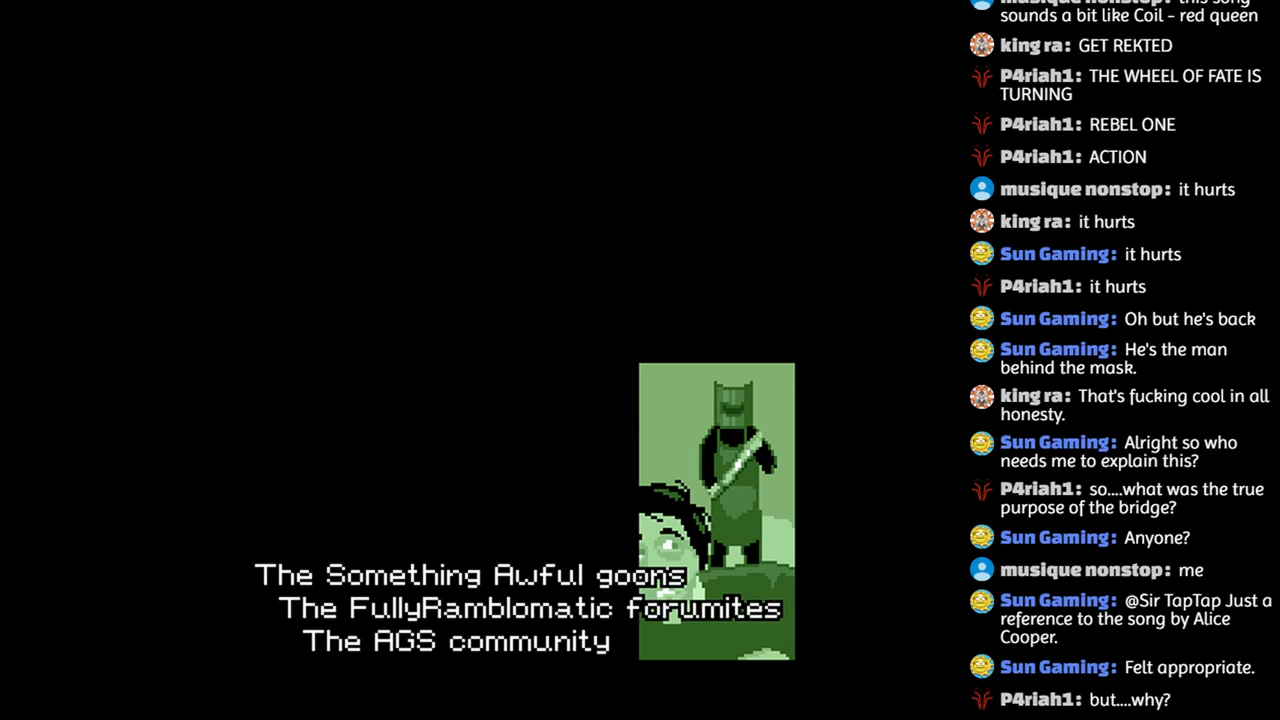 musique nonstop: this song
sounds a bit like Coil - red queen
king ra: GET REKTED
P4riah1: THE WHEEL OF FATE IS
TURNING
P4riah1: REBEL ONE
P4riah1: ACTION
musique nonstop: it hurts
king ra: it hurts
Sun Gaming: it hurts
P4riah1: it hurts
Sun Gaming: Oh but he's back
Sun Gaming: He's the man
behind the mask.
king ra: That's fucking cool in all
honesty.
Sun Gaming: Alright so who
needs me to explain this?
P4riah1: so....what was the true
purpose of the bridge?
Sun Gaming: Anyone?
musique nonstop: me
Sun Gaming: @Sir TapTap Just a
reference to the song by Alice
Cooper.
Sun Gaming: Felt appropriate.
P4riah1: but....why?
The Something Awful goons
The FullyRamblomatic forumites
The AGS community